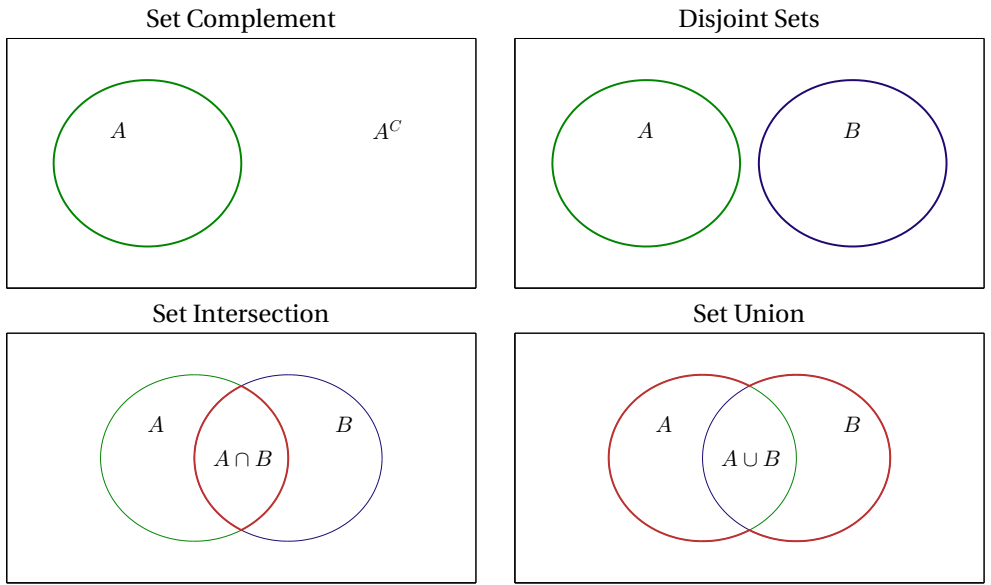 Set Complement
A
A^C
Disjoint Sets
A
B
Set Intersection
A
B
A ∩ B
Set Union
A
B
A ∪ B